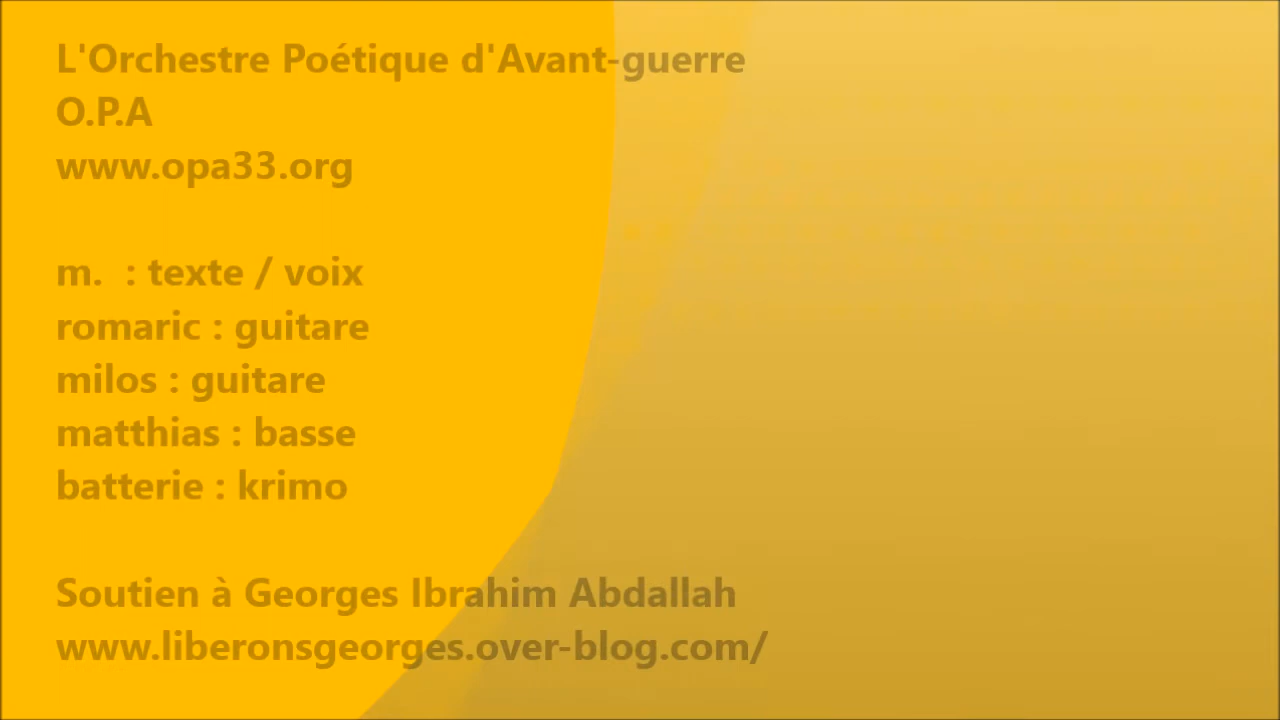 L'Orchestre Poétique d'Avant-guerre
O.P.A
www.opa33.org
m.  : texte / voix
romaric : guitare
milos : guitare
matthias : basse
batterie : krimo
Soutien à Georges Ibrahim Abdallah
www.liberonsgeorges.over-blog.com/